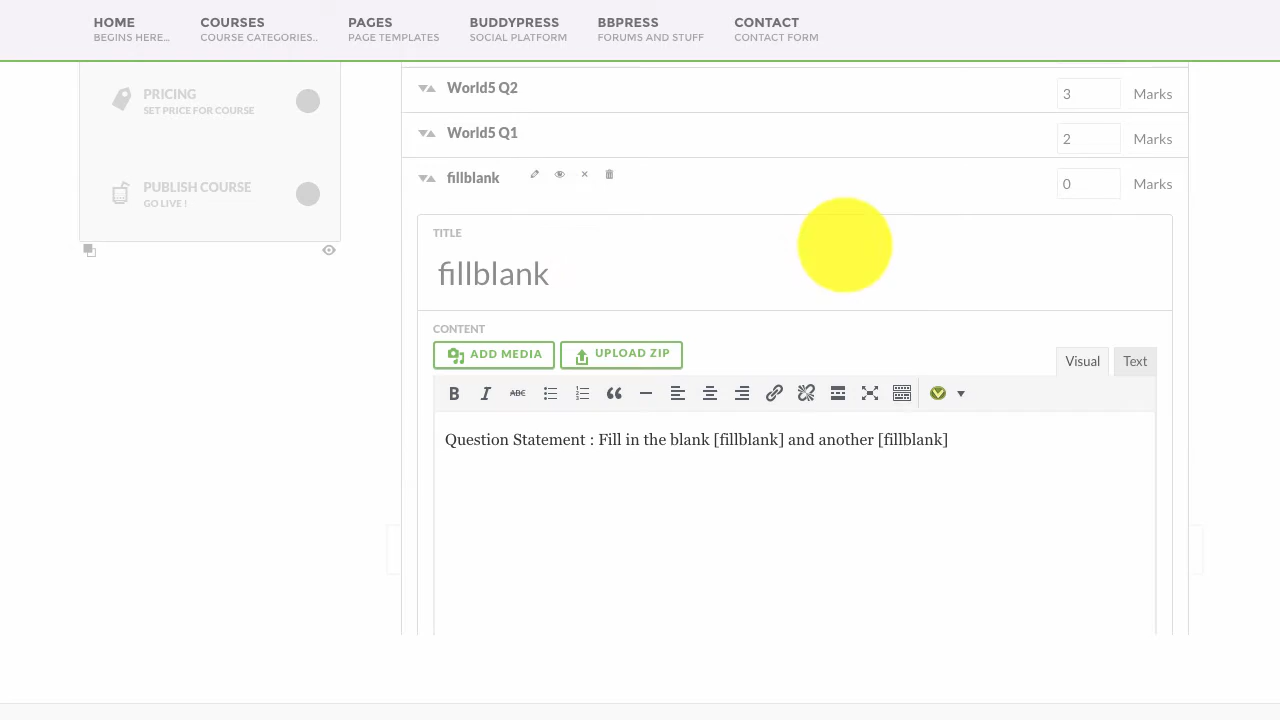 HOME COURSES PAGES BUDDYPRESS BBPRESS CONTACT
BEGINS HERE... COURSE CATEGORIES.. PAGE TEMPLATES SOCIAL PLATFORM FORUMS AND STUFF CONTACT FORM
PRICING
SET PRICE FOR COURSE
PUBLISH COURSE
GO LIVE !
World5 Q2 3 Marks
World5 Q1 2 Marks
fillblank 0 Marks
TITLE
fillblank
CONTENT
ADD MEDIA UPLOAD ZIP Visual Text
B I ABC
Question Statement : Fill in the blank [fillblank] and another [fillblank]